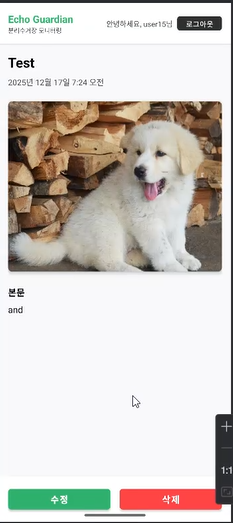 Echo Guardian
분리수거장 모니터링
안녕하세요, user15님
로그아웃
Test
2025년 12월 17일 7:24 오전
본문
and
1:1
수정
삭제